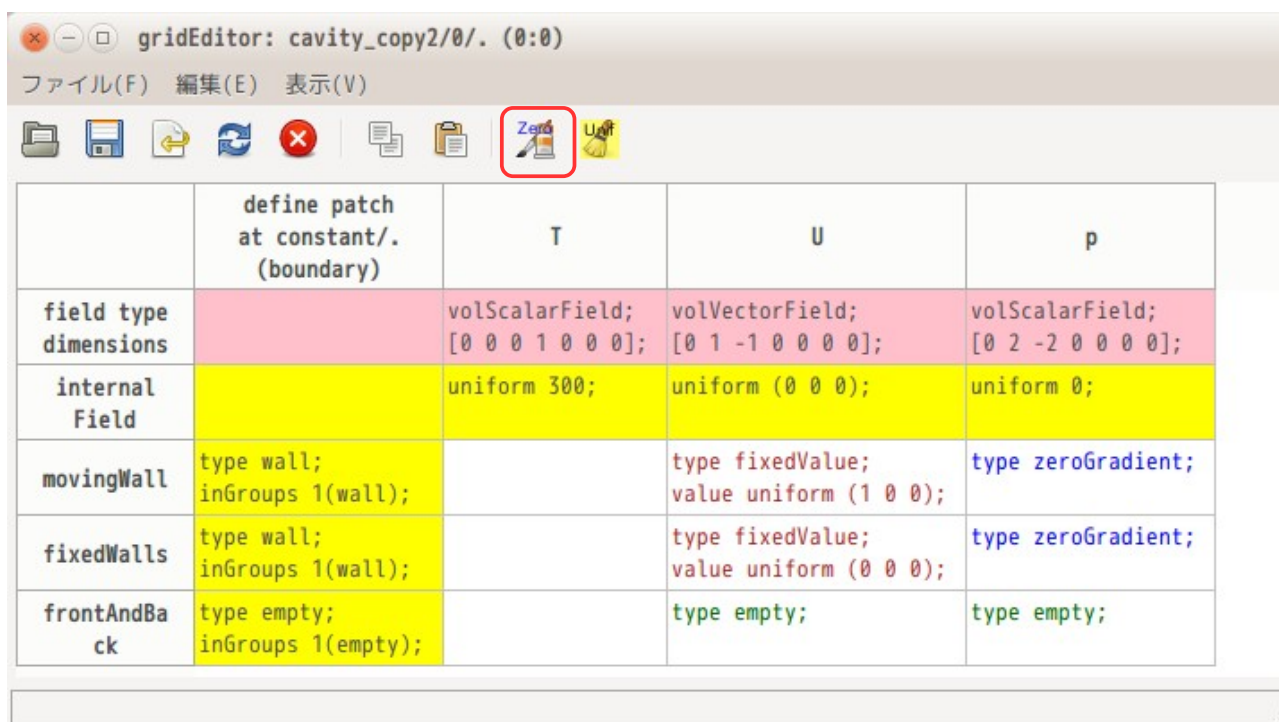 gridEditor: cavity_copy2/0/. (0:0)
ファイル(F) 編集(E) 表示(V)
Zero Unif
define patch
at constant/.
(boundary)
T
U
p
field type
dimensions
volScalarField;
[0 0 0 1 0 0 0];
volVectorField;
[0 1 -1 0 0 0 0];
volScalarField;
[0 2 -2 0 0 0 0];
internal
Field
uniform 300;
uniform (0 0 0);
uniform 0;
movingWall
type wall;
inGroups 1(wall);
type fixedValue;
value uniform (1 0 0);
type zeroGradient;
fixedWalls
type wall;
inGroups 1(wall);
type fixedValue;
value uniform (0 0 0);
type zeroGradient;
frontAndBa
ck
type empty;
inGroups 1(empty);
type empty;
type empty;